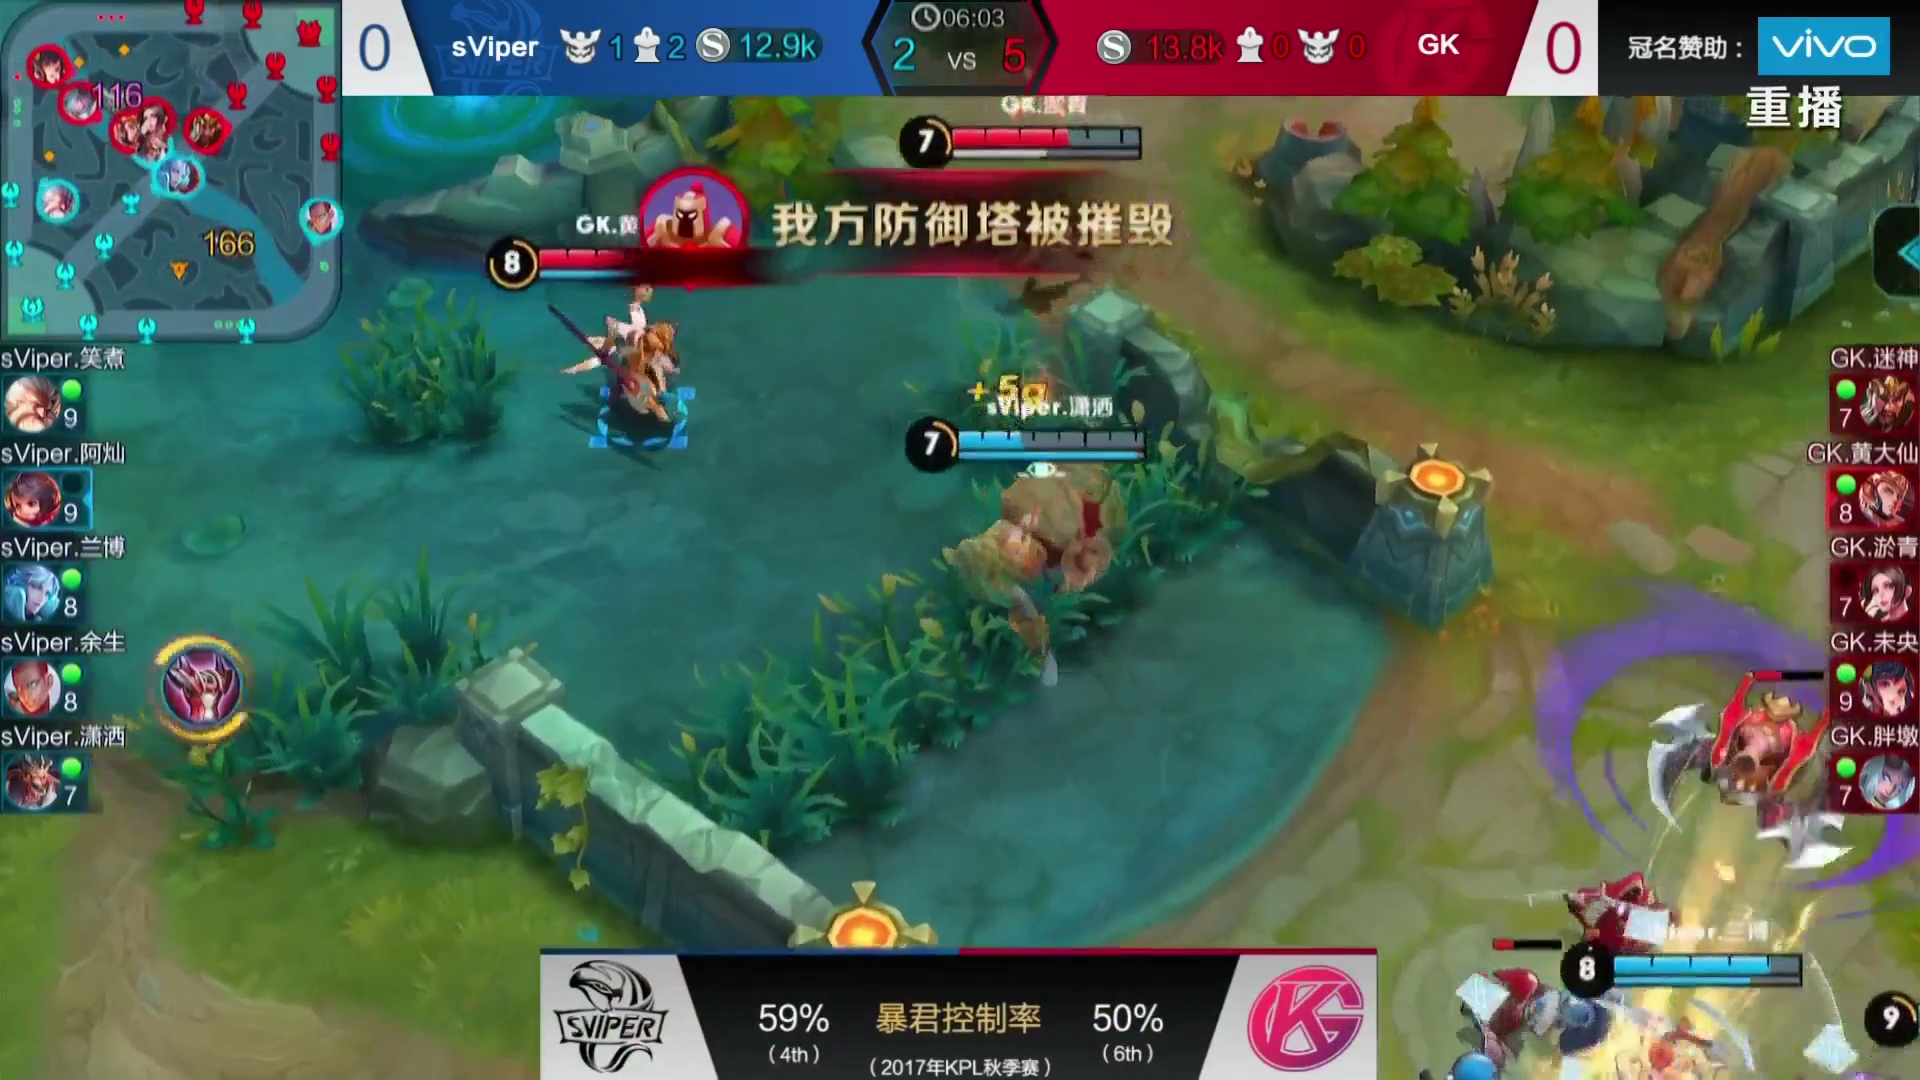 0 sViper 1 2 S 12.9k 06:03 2 VS 5 S 13.8k 0 0 GK 0 冠名赞助： vivo
重播
116
166
7
GK.黄
8
我方防御塔被摧毁
+5g
sViper.潇洒
7
sViper.笑煮
9
sViper.阿灿
9
sViper.兰博
8
sViper.余生
8
sViper.潇洒
7
GK.迷神
7
GK.黄大仙
8
GK.淤青
7
GK.未央
9
GK.胖墩
7
8
9
SVIPER 59% 暴君控制率 50% GK
(4th) (2017年KPL秋季赛) (6th)